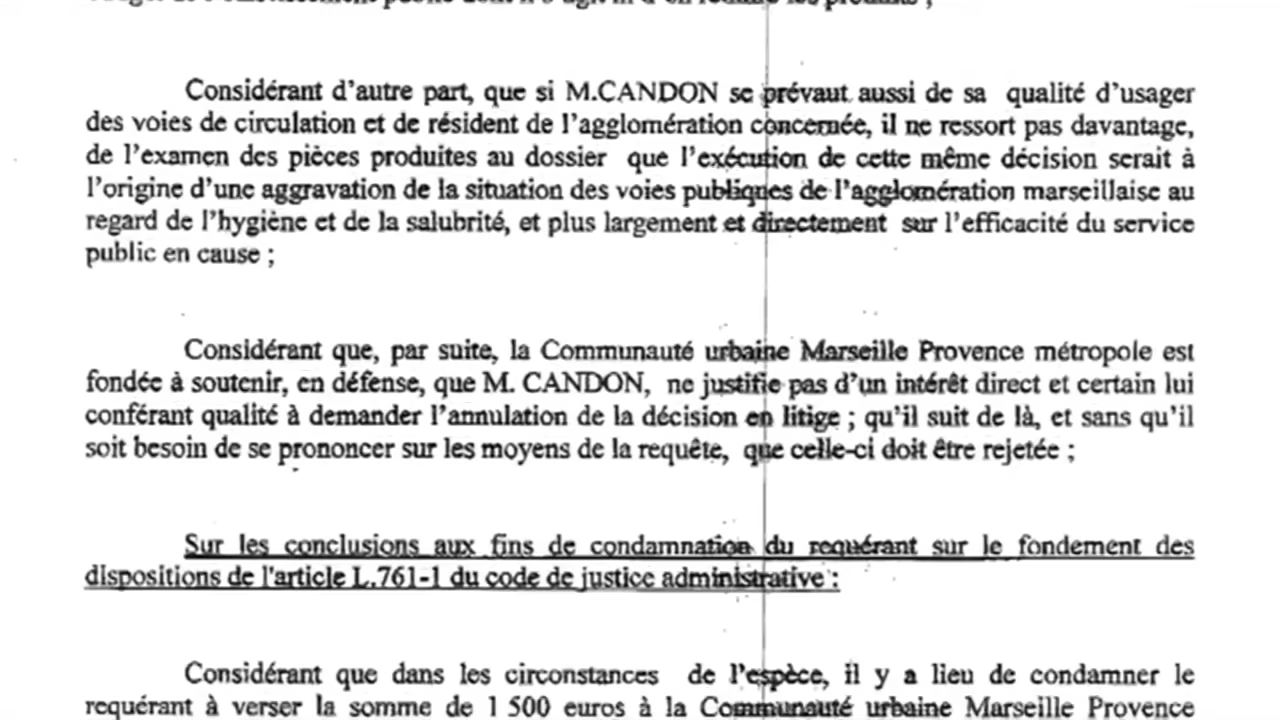 Considérant d'autre part, que si M.CANDON se prévaut aussi de sa qualité d'usager
des voies de circulation et de résident de l'agglomération concernée, il ne ressort pas davantage,
de l'examen des pièces produites au dossier que l'exécution de cette même décision serait à
l'origine d'une aggravation de la situation des voies publiques de l'agglomération marseillaise au
regard de l'hygiène et de la salubrité, et plus largement et directement sur l'efficacité du service
public en cause ;
Considérant que, par suite, la Communauté urbaine Marseille Provence métropole est
fondée à soutenir, en défense, que M. CANDON, ne justifie pas d'un intérêt direct et certain lui
conférant qualité à demander l'annulation de la décision en litige ; qu'il suit de là, et sans qu'il
soit besoin de se prononcer sur les moyens de la requête, que celle-ci doit être rejetée ;
Sur les conclusions aux fins de condamnation du requérant sur le fondement des
dispositions de l'article L.761-1 du code de justice administrative :
Considérant que dans les circonstances de l'espèce, il y a lieu de condamner le
requérant à verser la somme de 1 500 euros à la Communauté urbaine Marseille Provence